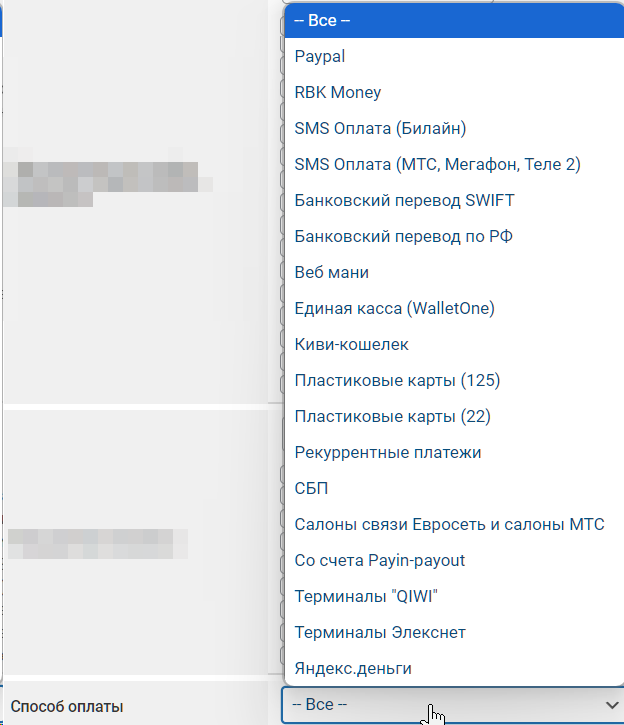 -- Все --
Paypal
RBK Money
SMS Оплата (Билайн)
SMS Оплата (МТС, Мегафон, Теле 2)
Банковский перевод SWIFT
Банковский перевод по РФ
Веб мани
Единая касса (WalletOne)
Киви-кошелек
Пластиковые карты (125)
Пластиковые карты (22)
Рекуррентные платежи
СБП
Салоны связи Евросеть и салоны МТС
Со счета Payin-payout
Терминалы "QIWI"
Терминалы Элекснет
Яндекс.деньги
Способ оплаты -- Все --